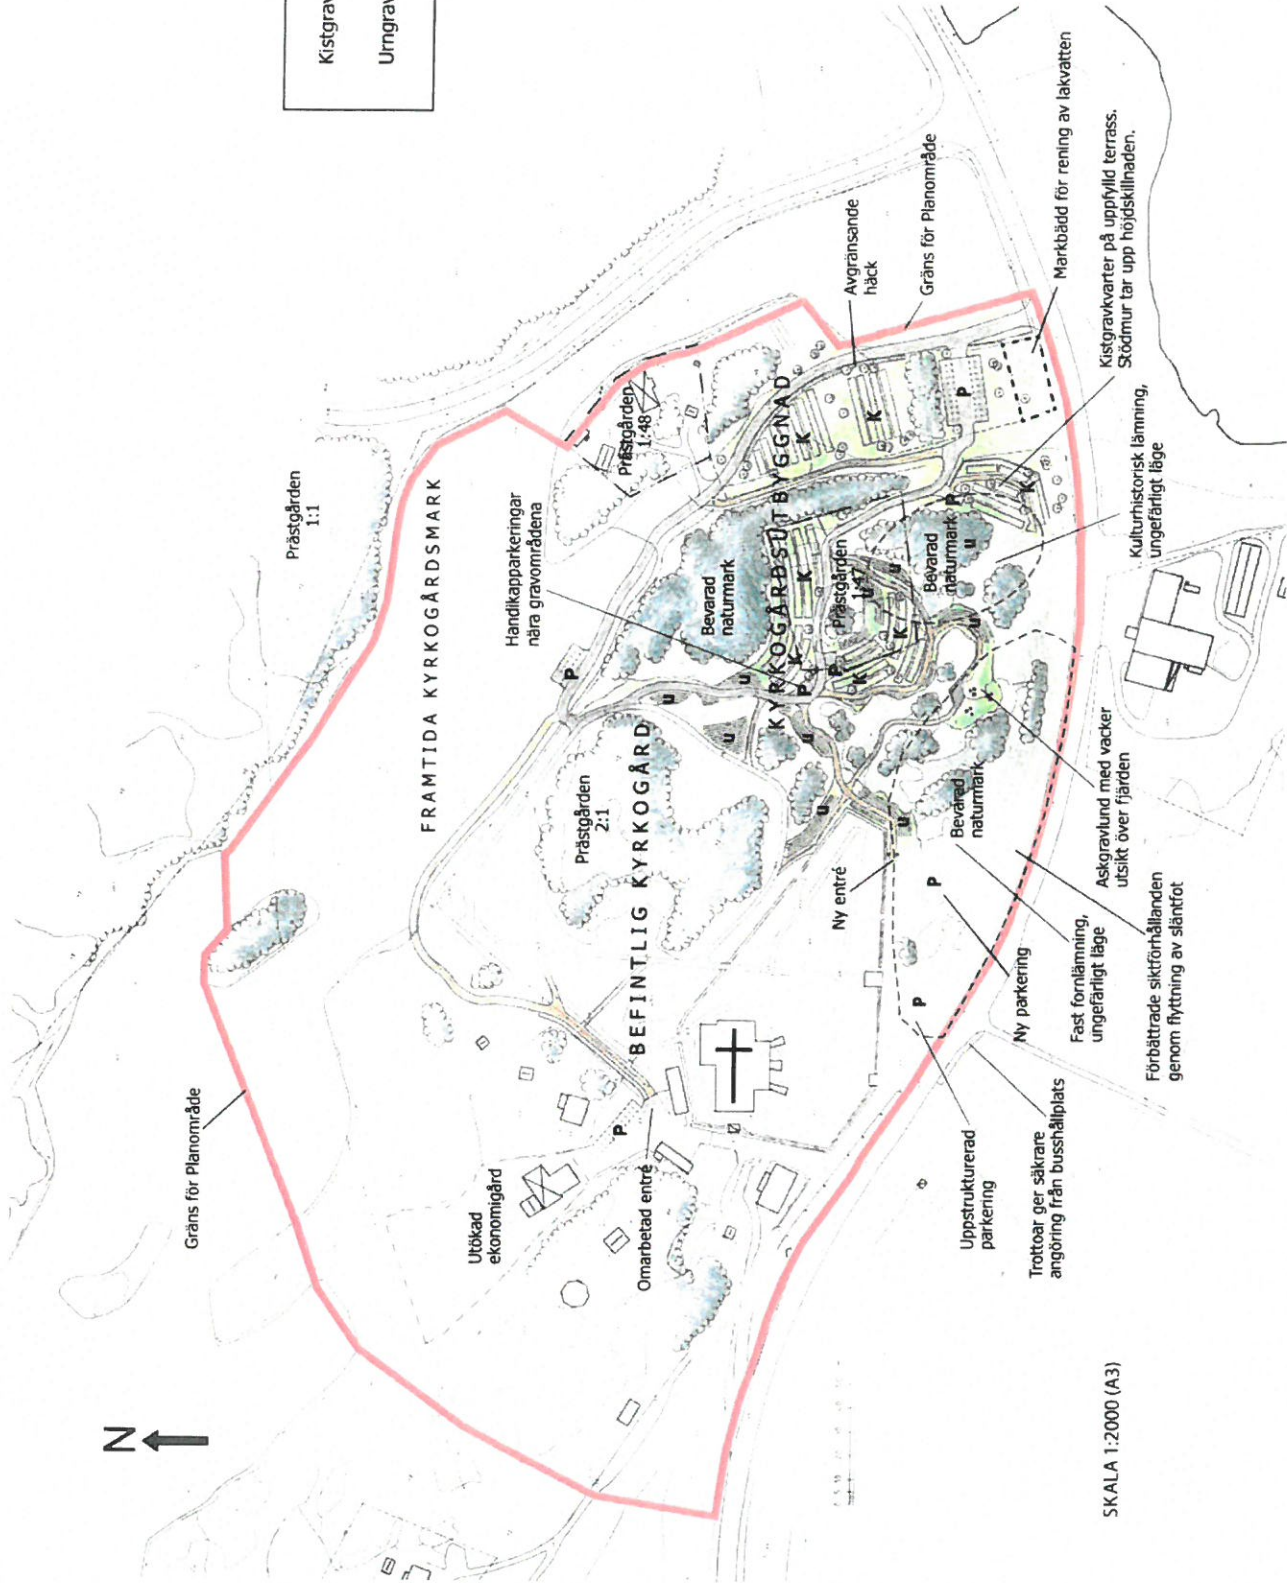 Kistgrav
Urngrav
N
Gräns för Planområde
Prästgården
1:1
FRAMTIDA KYRKOGÅRDSMARK
Handikapparkeringar
nära gravområdena
Utökad
ekonomigård
Omarbetad entré
P
BEFINTLIG KYRKOGÅRD
Prästgården
2:1
P
Bevarad
naturmark
Prästgården
1:48
KYRKOGÅRDSUTBYGGNAD
Prästgården
1:47
Bevarad
naturmark
Bevarad
naturmark
u
u
u
u
u
u
u
u
u
u
K
K
K
K
K
K
K
P
P
P
P
P
P
Avgränsande
häck
Gräns för Planområde
Markbädd för rening av lakvatten
Kistgravkvarter på uppfylld terrass.
Stödmur tar upp höjdskillnaden.
Kulturhistorisk lämning,
ungefärligt läge
Askgravlund med vacker
utsikt över fjärden
Förbättrade siktförhållanden
genom flyttning av släntfot
Fast fornlämning,
ungefärligt läge
Ny entré
Ny parkering
Uppstrukturerad
parkering
Trottoar ger säkrare
angöring från busshållplats
SKALA 1:2000 (A3)